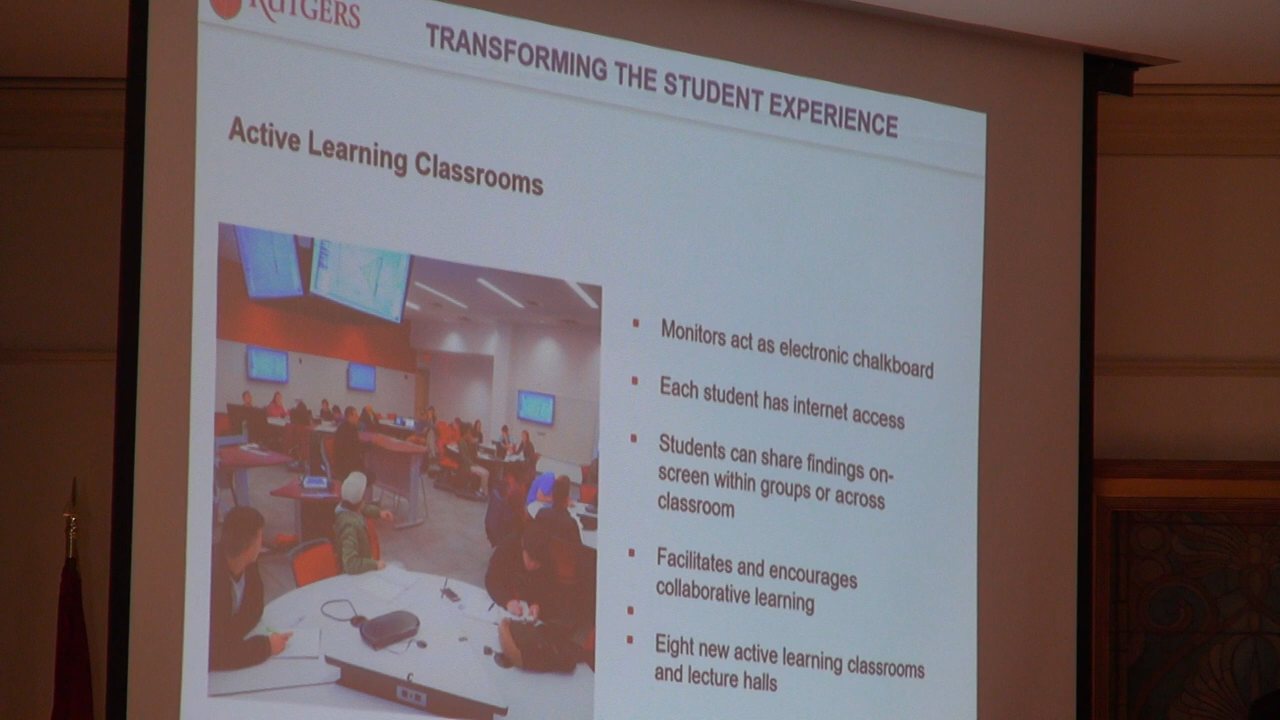 RUTGERS
TRANSFORMING THE STUDENT EXPERIENCE
Active Learning Classrooms
Monitors act as electronic chalkboard
Each student has internet access
Students can share findings on-
screen within groups or across
classroom
Facilitates and encourages
collaborative learning
Eight new active learning classrooms
and lecture halls